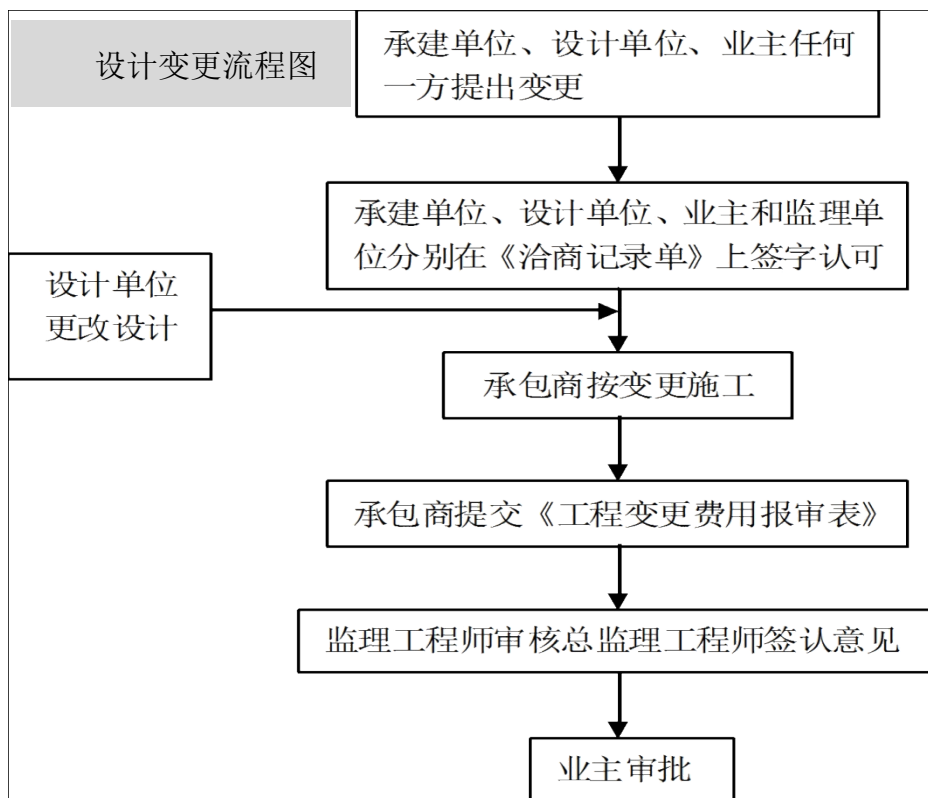 设计变更流程图
承建单位、设计单位、业主任何
一方提出变更
承建单位、设计单位、业主和监理单
位分别在《洽商记录单》上签字认可
设计单位
更改设计
承包商按变更施工
承包商提交《工程变更费用报审表》
监理工程师审核总监理工程师签认意见
业主审批